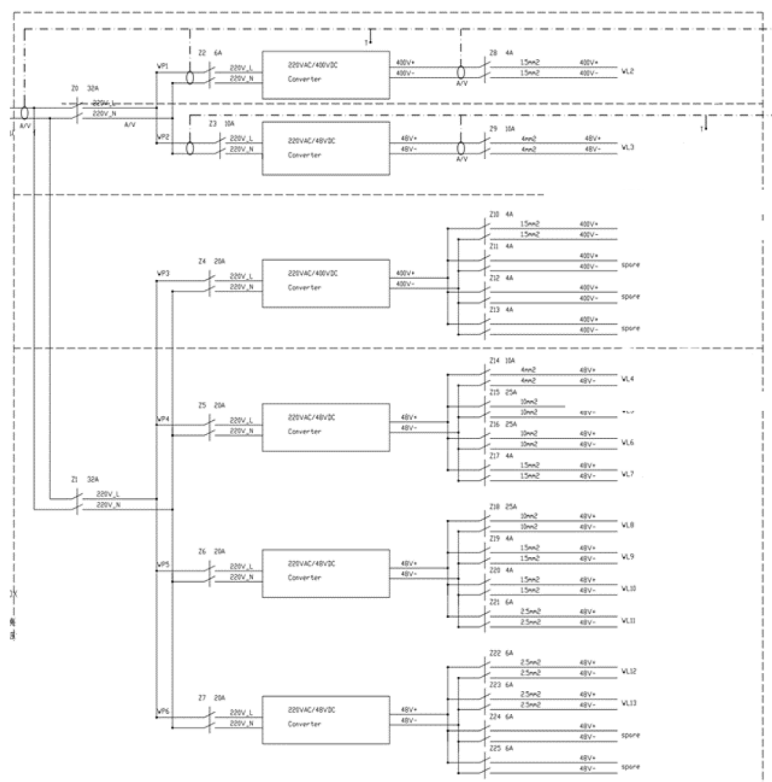 T
Z2 6A
Z8 4A
WP1
220V_L
220V_N
220VAC/400VDC
Converter
400V+
400V-
1.5mm2
1.5mm2
400V+
400V-
WL2
A/V
Z0 32A
220V_L
220V_N
A/V
A/V
Z3 10A
T
Z9 10A
WP2
220V_L
220V_N
220VAC/48VDC
Converter
48V+
48V-
4mm2
4mm2
48V+
48V-
WL3
A/V
Z10 4A
1.5mm2
1.5mm2
400V+
400V-
Z11 4A
400V+
400V-
spare
Z4 20A
WP3
220V_L
220V_N
220VAC/400VDC
Converter
400V+
400V-
Z12 4A
400V+
400V-
spare
Z13 4A
400V+
400V-
spare
Z14 10A
4mm2
4mm2
48V+
48V-
WL4
Z15 25A
10mm2
10mm2
48V-
Z5 20A
WP4
220V_L
220V_N
220VAC/48VDC
Converter
48V+
48V-
Z16 25A
10mm2
10mm2
48V+
48V-
WL6
Z17 4A
1.5mm2
1.5mm2
48V+
48V-
WL7
Z1 32A
220V_L
220V_N
Z18 25A
10mm2
10mm2
48V+
48V-
WL8
Z19 4A
1.5mm2
1.5mm2
48V+
48V-
WL9
Z6 20A
WP5
220V_L
220V_N
220VAC/48VDC
Converter
48V+
48V-
Z20 4A
1.5mm2
1.5mm2
48V+
48V-
WL10
Z21 6A
2.5mm2
2.5mm2
48V+
48V-
WL11
Z22 6A
2.5mm2
2.5mm2
48V+
48V-
WL12
Z23 6A
2.5mm2
2.5mm2
48V+
48V-
WL13
Z7 20A
WP6
220V_L
220V_N
220VAC/48VDC
Converter
48V+
48V-
Z24 6A
48V+
48V-
spare
Z25 6A
48V+
48V-
spare